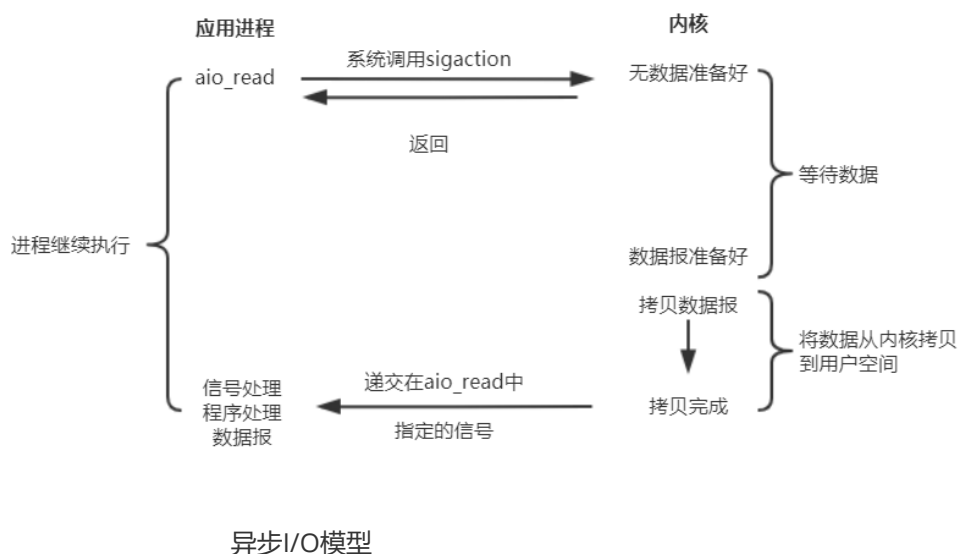 应用进程
内核
aio_read
系统调用sigaction
无数据准备好
返回
等待数据
进程继续执行
数据报准备好
拷贝数据报
将数据从内核拷贝
到用户空间
信号处理
程序处理
数据报
递交在aio_read中
指定的信号
拷贝完成
异步I/O模型